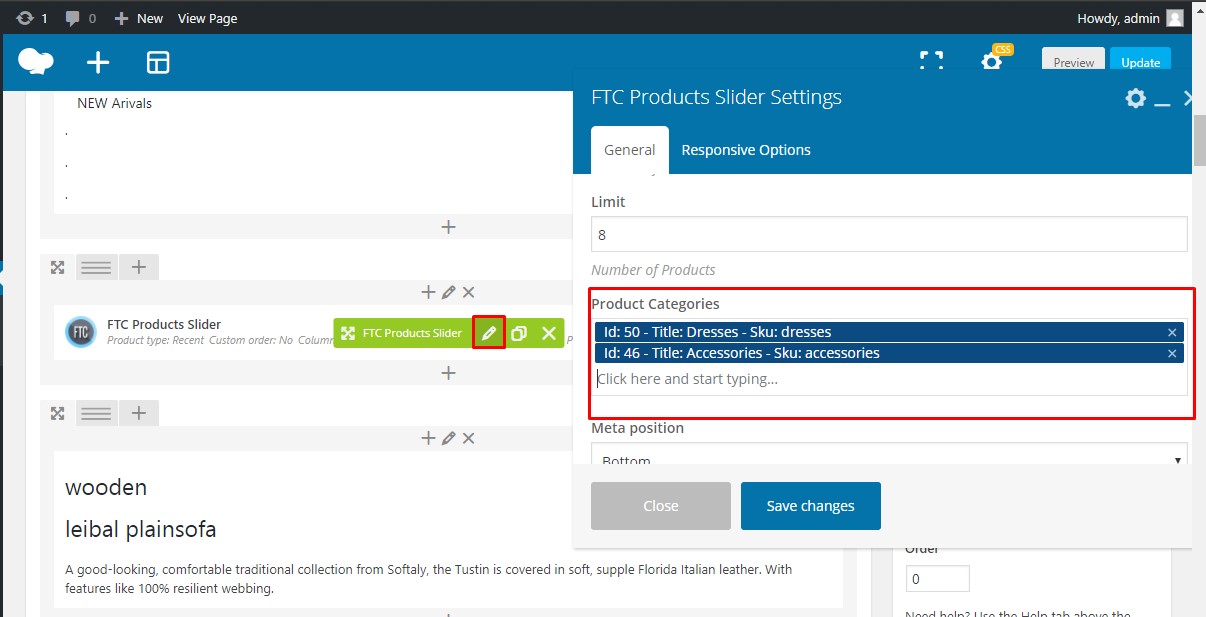 1 0 New View Page Howdy, admin
CSS
Preview Update
NEW Arivals
.
.
.
FTC Products Slider Settings
General Responsive Options
Limit
8
Number of Products
Product Categories
Id: 50 - Title: Dresses - Sku: dresses ×
Id: 46 - Title: Accessories - Sku: accessories ×
Click here and start typing...
Meta position
Bottom
Close Save changes
FTC
FTC Products Slider
Product type: Recent Custom order: No Column
FTC Products Slider
P
wooden
leibal plainsofa
A good-looking, comfortable traditional collection from Softaly, the Tustin is covered in soft, supple Florida Italian leather. With
features like 100% resilient webbing.
Order
0
Need help? Use the Help tab above the